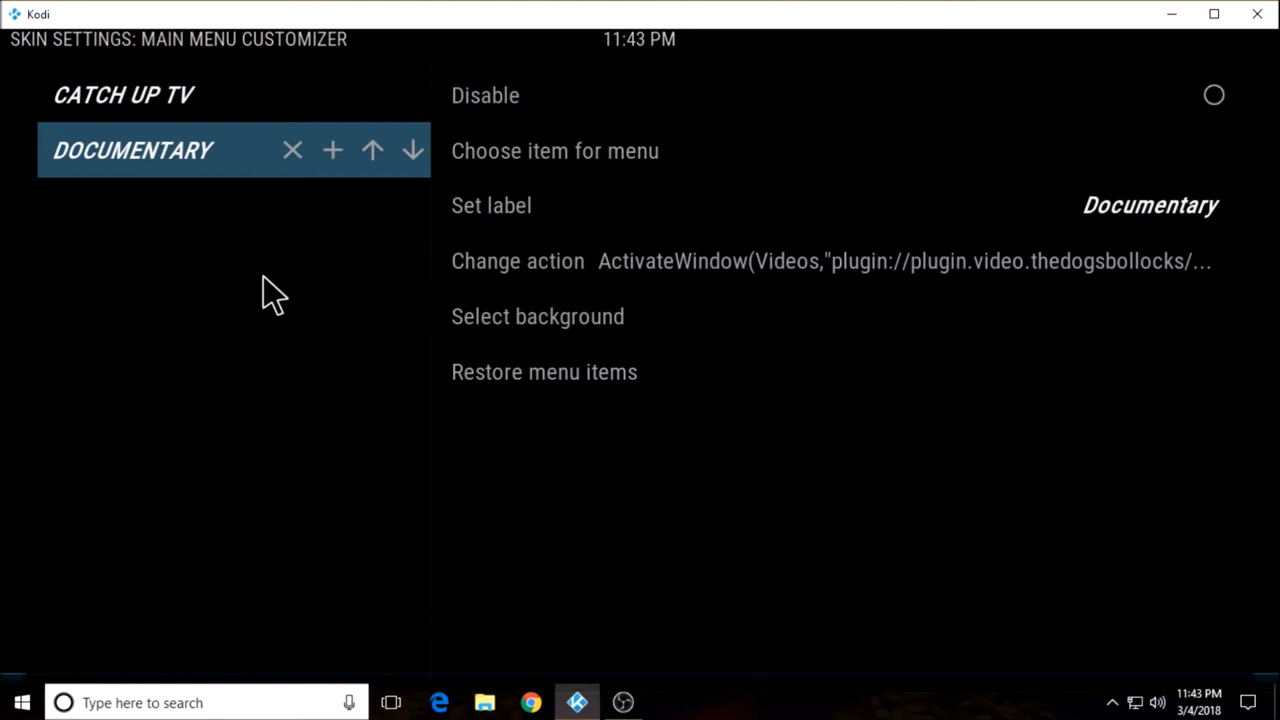 Kodi
SKIN SETTINGS: MAIN MENU CUSTOMIZER
11:43 PM
CATCH UP TV
DOCUMENTARY
Disable
Choose item for menu
Set label Documentary
Change action ActivateWindow(Videos,"plugin://plugin.video.thedogsbollocks/...
Select background
Restore menu items
Type here to search
11:43 PM
3/4/2018